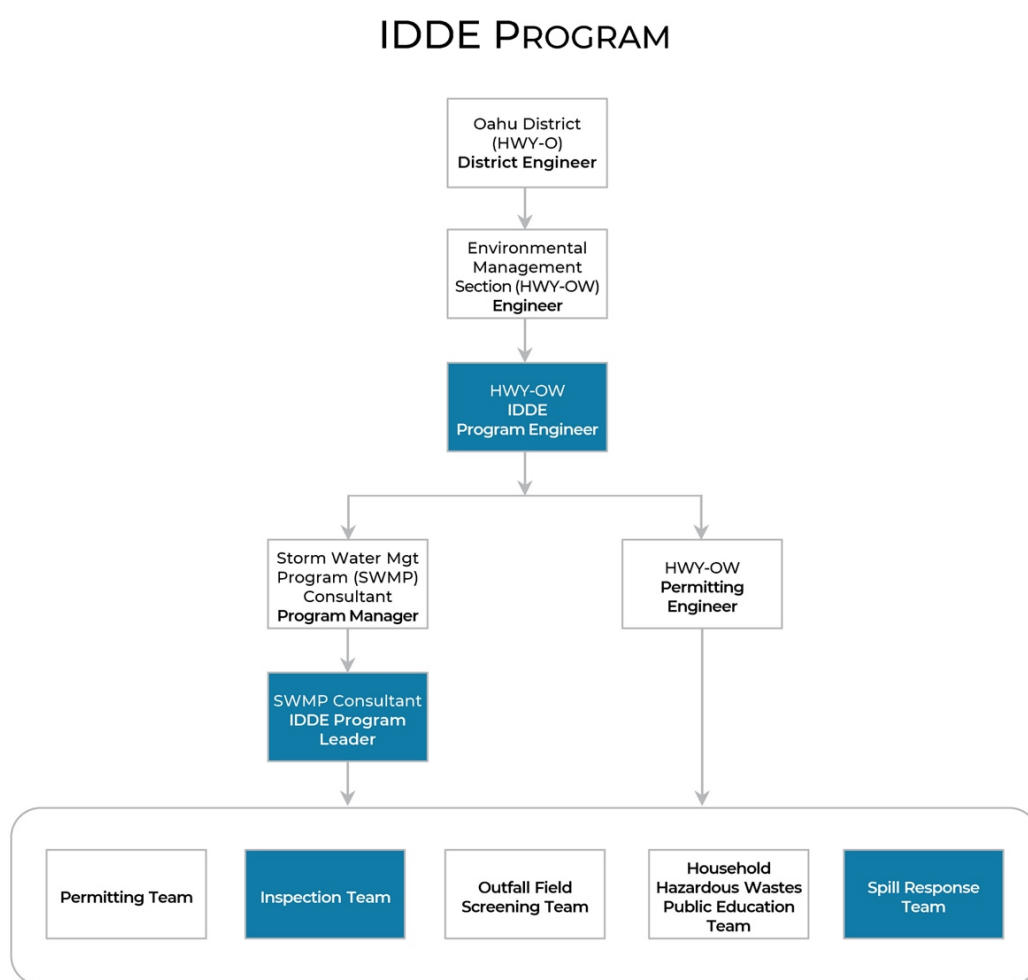 IDDE PROGRAM
Oahu District
(HWY-O)
District Engineer
Environmental
Management
Section (HWY-OW)
Engineer
HWY-OW
IDDE
Program Engineer
Storm Water Mgt
Program (SWMP)
Consultant
Program Manager
HWY-OW
Permitting
Engineer
SWMP Consultant
IDDE Program
Leader
Permitting Team
Inspection Team
Outfall Field
Screening Team
Household
Hazardous Wastes
Public Education
Team
Spill Response
Team